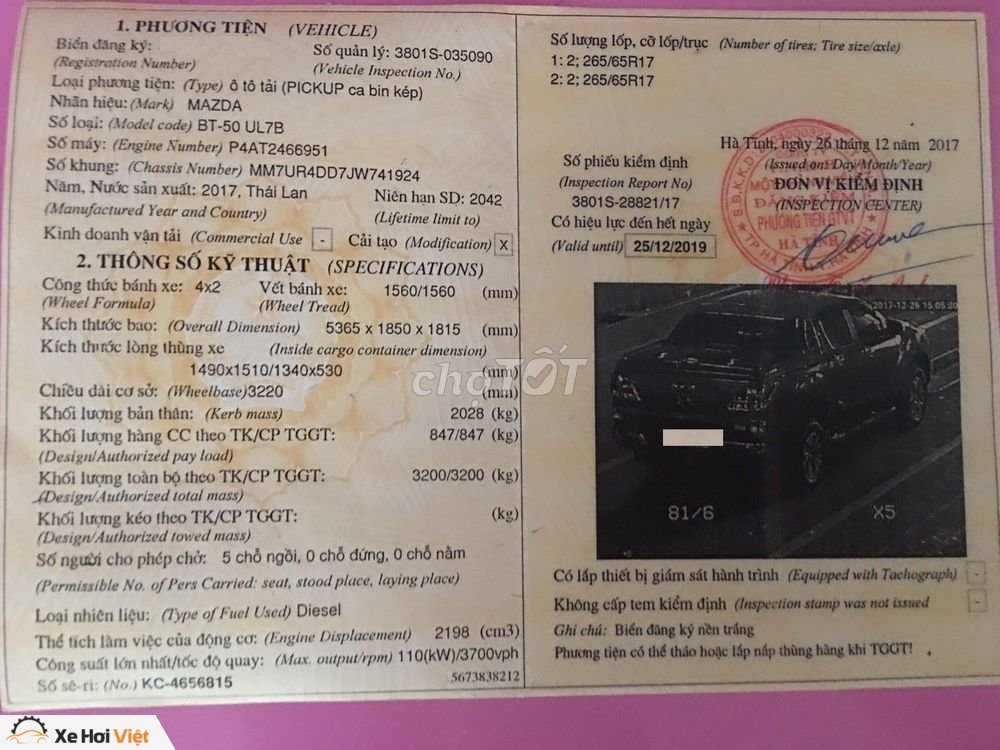 1. PHƯƠNG TIỆN (VEHICLE)
Biển đăng ký:
(Registration Number)
Số quản lý: 3801S-035090
(Vehicle Inspection No.)
Loại phương tiện: (Type) ô tô tải (PICKUP ca bin kép)
Nhãn hiệu: (Mark) MAZDA
Số loại: (Model code) BT-50 UL7B
Số máy: (Engine Number) P4AT2466951
Số khung: (Chassis Number) MM7UR4DD7JW741924
Năm, Nước sản xuất: 2017, Thái Lan
(Manufactured Year and Country)
Niên hạn SD: 2042
(Lifetime limit to)
Kinh doanh vận tải (Commercial Use -
Cải tạo (Modification) X
2. THÔNG SỐ KỸ THUẬT (SPECIFICATIONS)
Công thức bánh xe: 4x2
(Wheel Formula)
Vết bánh xe: 1560/1560 (mm)
(Wheel Tread)
Kích thước bao: (Overall Dimension) 5365 x 1850 x 1815 (mm)
Kích thước lòng thùng xe (Inside cargo container dimension)
1490x1510/1340x530 (mm)
Chiều dài cơ sở: (Wheelbase) 3220 (mm)
Khối lượng bản thân: (Kerb mass) 2028 (kg)
Khối lượng hàng CC theo TK/CP TGGT: 847/847 (kg)
(Design/Authorized pay load)
Khối lượng toàn bộ theo TK/CP TGGT: 3200/3200 (kg)
(Design/Authorized total mass)
Khối lượng kéo theo TK/CP TGGT: (kg)
(Design/Authorized towed mass)
Số người cho phép chở: 5 chỗ ngồi, 0 chỗ đứng, 0 chỗ nằm
(Permissible No. of Pers Carried: seat, stood place, laying place)
Loại nhiên liệu: (Type of Fuel Used) Diesel
Thể tích làm việc của động cơ: (Engine Displacement) 2198 (cm3)
Công suất lớn nhất/tốc độ quay: (Max. output/rpm) 110(kW)/3700vph
Số sê-ri: (No.) KC-4656815
5673838212
Số lượng lốp, cỡ lốp/trục (Number of tires; Tire size/axle)
1: 2; 265/65R17
2: 2; 265/65R17
Hà Tĩnh, ngày 26 tháng 12 năm 2017
(Issued on: Day/Month/Year)
Số phiếu kiểm định
(Inspection Report No)
3801S-28821/17
ĐƠN VỊ KIỂM ĐỊNH
(INSPECTION CENTER)
Có hiệu lực đến hết ngày
(Valid until) 25/12/2019
PHƯƠNG TIỆN GTVT
HÀ TĨNH
2017-12-26 15:05:30
81/6 X5
Có lắp thiết bị giám sát hành trình (Equipped with Tachograph) -
Không cấp tem kiểm định (Inspection stamp was not issued -
Ghi chú: Biển đăng ký nền trắng
Phương tiện có thể tháo hoặc lắp nắp thùng hàng khi TGGT!
chợTỐT
Xe Hơi Việt